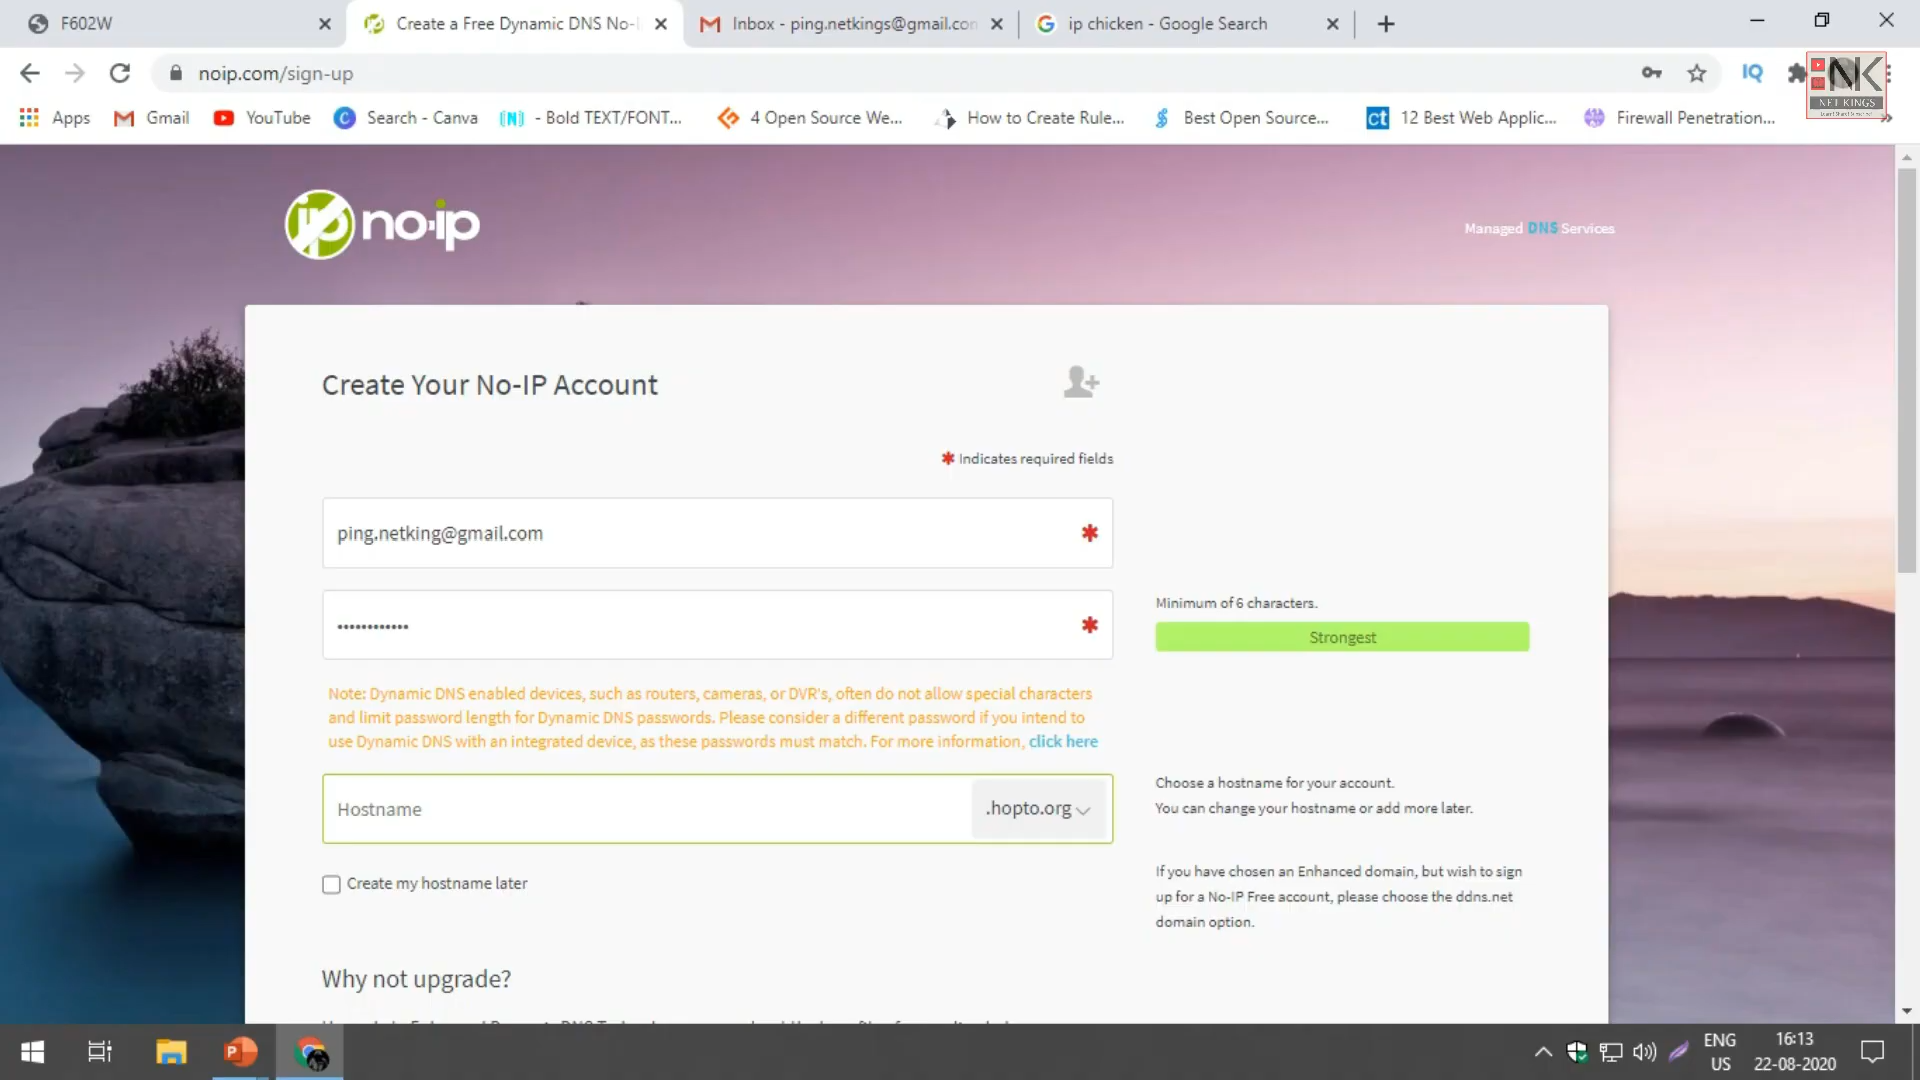 F602W
Create a Free Dynamic DNS No-I
Inbox - ping.netkings@gmail.com
ip chicken - Google Search
noip.com/sign-up
IQ
NK
NET KINGS
Apps
Gmail
YouTube
Search - Canva
- Bold TEXT/FONT...
4 Open Source We...
How to Create Rule...
ct
12 Best Web Applic...
Best Open Source...
Firewall Penetration...
no-ip
Managed DNS Services
Create Your No-IP Account
* Indicates required fields
ping.netking@gmail.com *
•••••••••••• *
Minimum of 6 characters.
Strongest
Note: Dynamic DNS enabled devices, such as routers, cameras, or DVR's, often do not allow special characters
and limit password length for Dynamic DNS passwords. Please consider a different password if you intend to
use Dynamic DNS with an integrated device, as these passwords must match. For more information, click here
Hostname
.hopto.org
Choose a hostname for your account.
You can change your hostname or add more later.
Create my hostname later
If you have chosen an Enhanced domain, but wish to sign
up for a No-IP Free account, please choose the ddns.net
domain option.
Why not upgrade?
ENG
US
16:13
22-08-2020